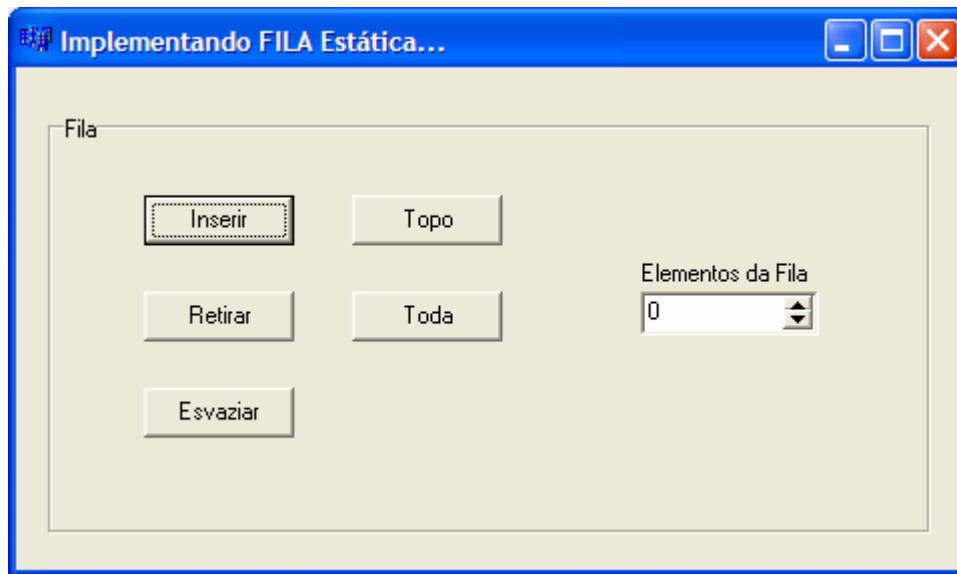 Implementando FILA Estática...
Fila
Inserir
Topo
Elementos da Fila
Retirar
Toda
0
Esvaziar